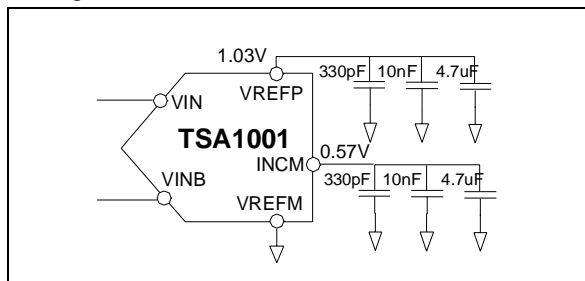 1.03V
330pF 10nF 4.7uF
VREFP
VIN
TSA1001
0.57V
INCM
330pF 10nF 4.7uF
VINB
VREFM